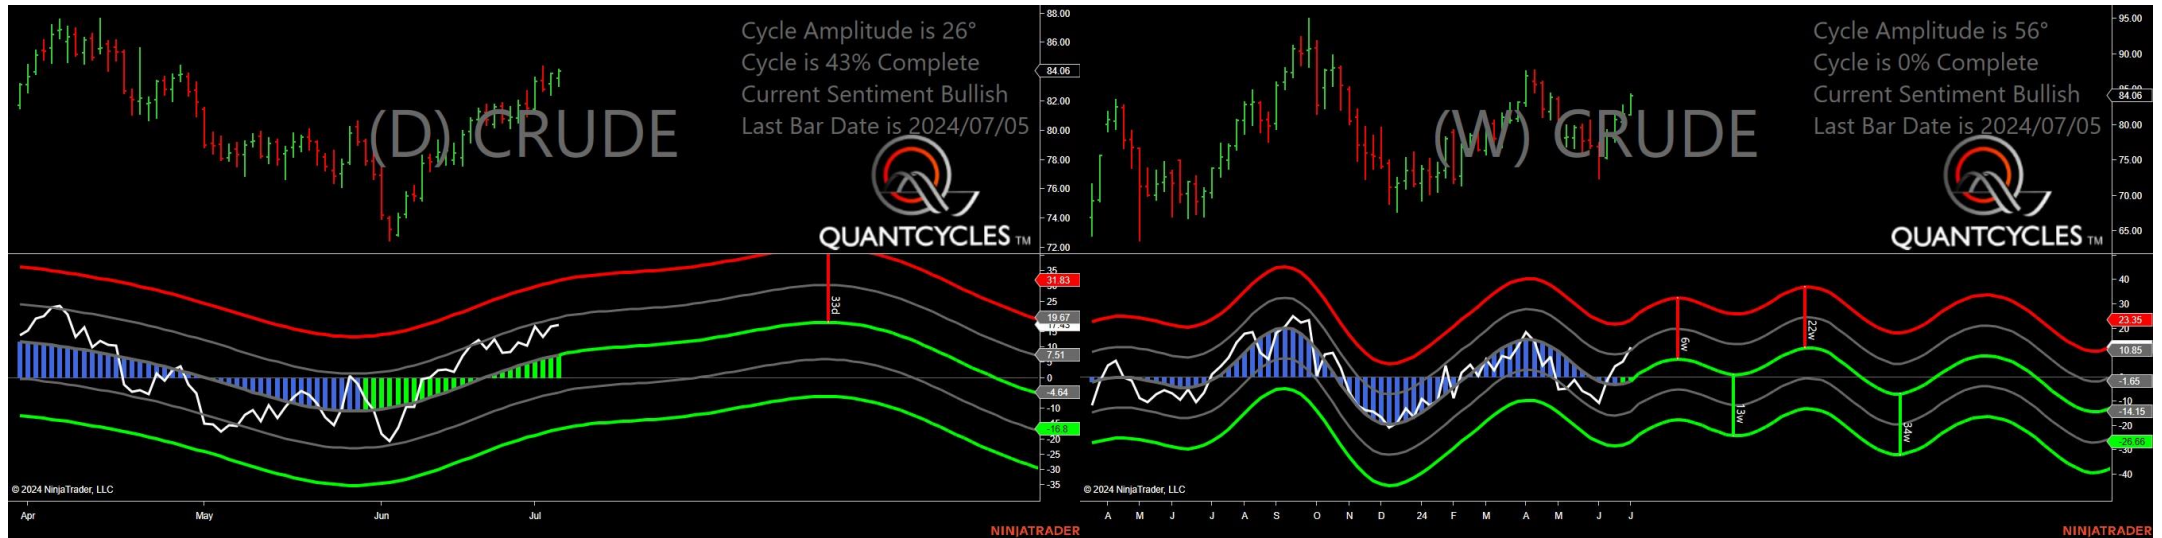 Cycle Amplitude is 26°
Cycle is 43% Complete
Current Sentiment Bullish
Last Bar Date is 2024/07/05
(D) CRUDE
QUANTCYCLES TM
88.00
86.00
84.06
82.00
80.00
78.00
76.00
74.00
72.00
33d
35
31.83
25
19.67
17.43
15
10
7.51
5
0
-4.64
-10
-16.8
-20
-25
-30
-35
© 2024 NinjaTrader, LLC
Apr May Jun Jul
NINJATRADER
Cycle Amplitude is 56°
Cycle is 0% Complete
Current Sentiment Bullish
Last Bar Date is 2024/07/05
(W) CRUDE
QUANTCYCLES TM
95.00
90.00
84.06
80.00
75.00
70.00
65.00
6w
13w
22w
34w
40
30
23.35
20
10.85
-1.65
-10
-14.15
-20
-26.66
-30
-40
© 2024 NinjaTrader, LLC
A M J J A S O N D 24 F M A M J J
NINJATRADER